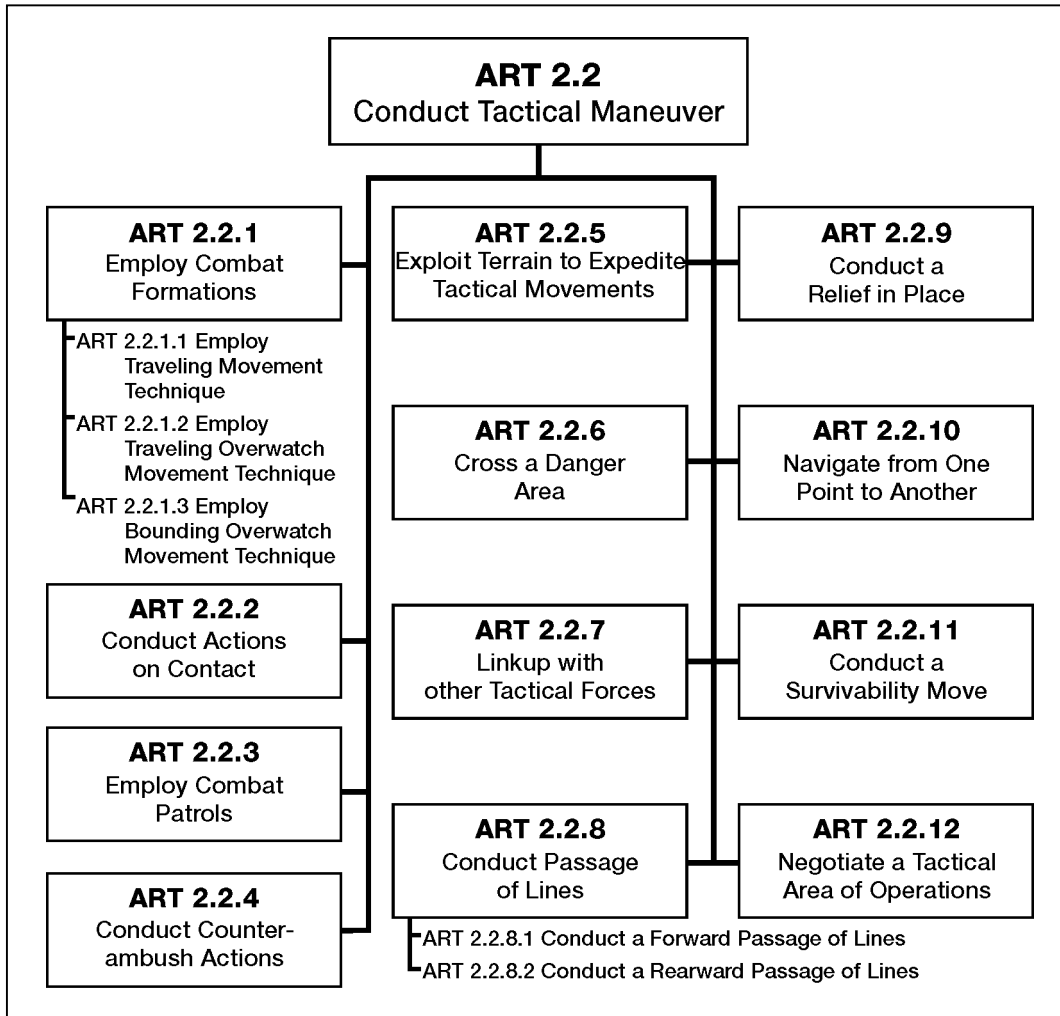 ART 2.2
Conduct Tactical Maneuver
ART 2.2.1
Employ Combat
Formations
ART 2.2.1.1 Employ
Traveling Movement
Technique
ART 2.2.1.2 Employ
Traveling Overwatch
Movement Technique
ART 2.2.1.3 Employ
Bounding Overwatch
Movement Technique
ART 2.2.2
Conduct Actions
on Contact
ART 2.2.3
Employ Combat
Patrols
ART 2.2.4
Conduct Counter-
ambush Actions
ART 2.2.5
Exploit Terrain to Expedite
Tactical Movements
ART 2.2.6
Cross a Danger
Area
ART 2.2.7
Linkup with
other Tactical Forces
ART 2.2.8
Conduct Passage
of Lines
ART 2.2.8.1 Conduct a Forward Passage of Lines
ART 2.2.8.2 Conduct a Rearward Passage of Lines
ART 2.2.9
Conduct a
Relief in Place
ART 2.2.10
Navigate from One
Point to Another
ART 2.2.11
Conduct a
Survivability Move
ART 2.2.12
Negotiate a Tactical
Area of Operations